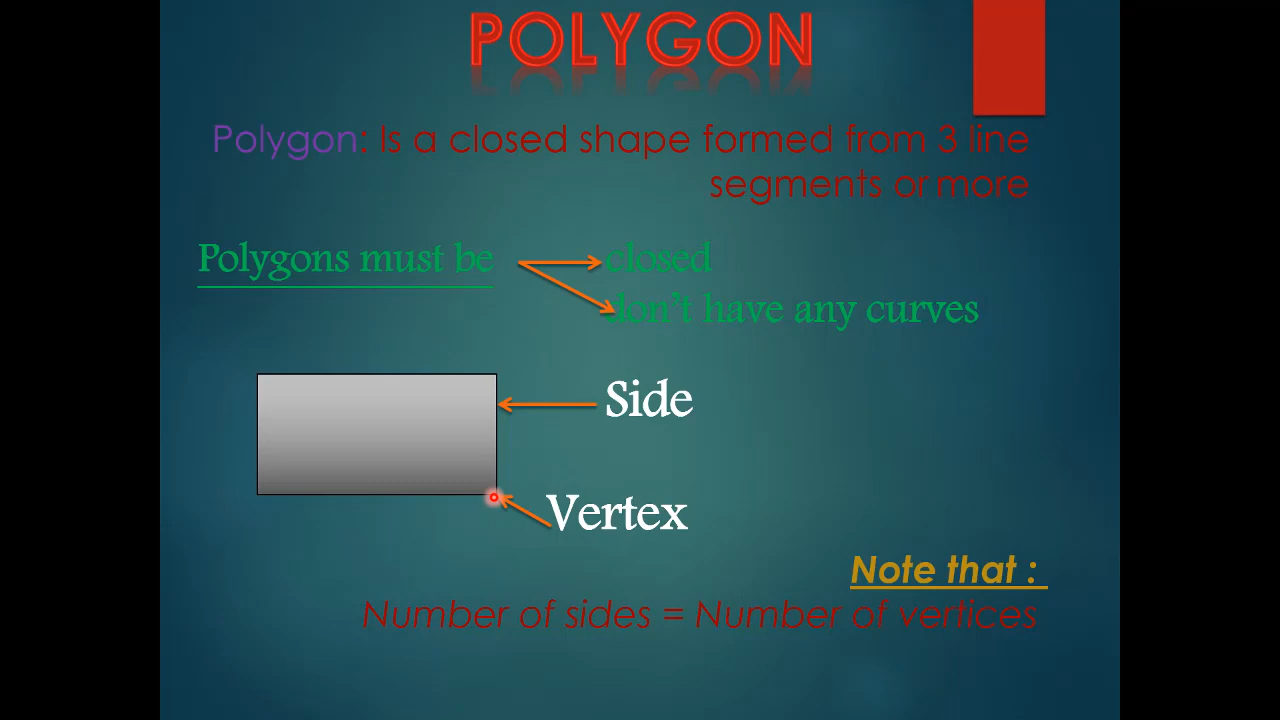 POLYGON
Polygon: Is a closed shape formed from 3 line
segments or more
Polygons must be closed
don't have any curves
Side
Vertex
Note that :
Number of sides = Number of vertices